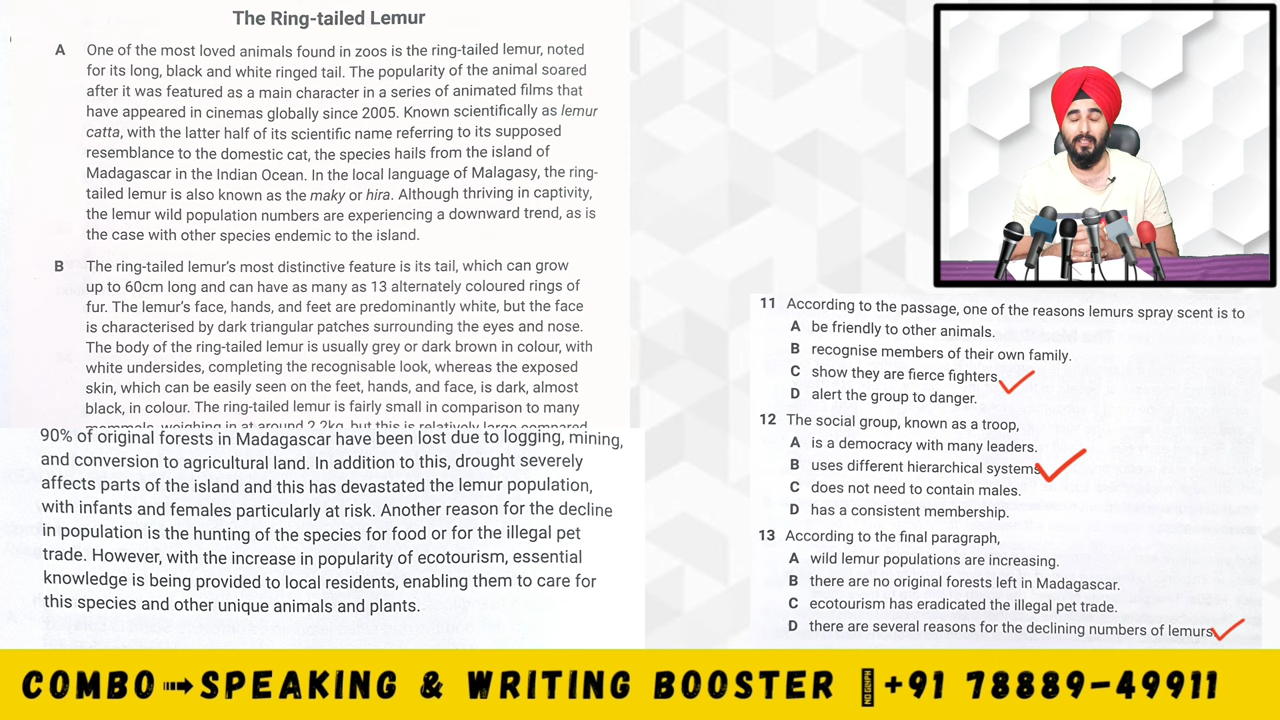 The Ring-tailed Lemur
A One of the most loved animals found in zoos is the ring-tailed lemur, noted
for its long, black and white ringed tail. The popularity of the animal soared
after it was featured as a main character in a series of animated films that
have appeared in cinemas globally since 2005. Known scientifically as lemur
catta, with the latter half of its scientific name referring to its supposed
resemblance to the domestic cat, the species hails from the island of
Madagascar in the Indian Ocean. In the local language of Malagasy, the ring-
tailed lemur is also known as the maky or hira. Although thriving in captivity,
the lemur wild population numbers are experiencing a downward trend, as is
the case with other species endemic to the island.
B The ring-tailed lemur's most distinctive feature is its tail, which can grow
up to 60cm long and can have as many as 13 alternately coloured rings of
fur. The lemur's face, hands, and feet are predominantly white, but the face
is characterised by dark triangular patches surrounding the eyes and nose.
The body of the ring-tailed lemur is usually grey or dark brown in colour, with
white undersides, completing the recognisable look, whereas the exposed
skin, which can be easily seen on the feet, hands, and face, is dark, almost
black, in colour. The ring-tailed lemur is fairly small in comparison to many
mammals, weighing in at around 2.2kg, but this is relatively large compared
90% of original forests in Madagascar have been lost due to logging, mining,
and conversion to agricultural land. In addition to this, drought severely
affects parts of the island and this has devastated the lemur population,
with infants and females particularly at risk. Another reason for the decline
in population is the hunting of the species for food or for the illegal pet
trade. However, with the increase in popularity of ecotourism, essential
knowledge is being provided to local residents, enabling them to care for
this species and other unique animals and plants.
11 According to the passage, one of the reasons lemurs spray scent is to
A be friendly to other animals.
B recognise members of their own family.
C show they are fierce fighters.
D alert the group to danger.
12 The social group, known as a troop,
A is a democracy with many leaders.
B uses different hierarchical systems
C does not need to contain males.
D has a consistent membership.
13 According to the final paragraph,
A wild lemur populations are increasing.
B there are no original forests left in Madagascar.
C ecotourism has eradicated the illegal pet trade.
D there are several reasons for the declining numbers of lemurs.
COMBO➟SPEAKING & WRITING BOOSTER +91 78889-49911